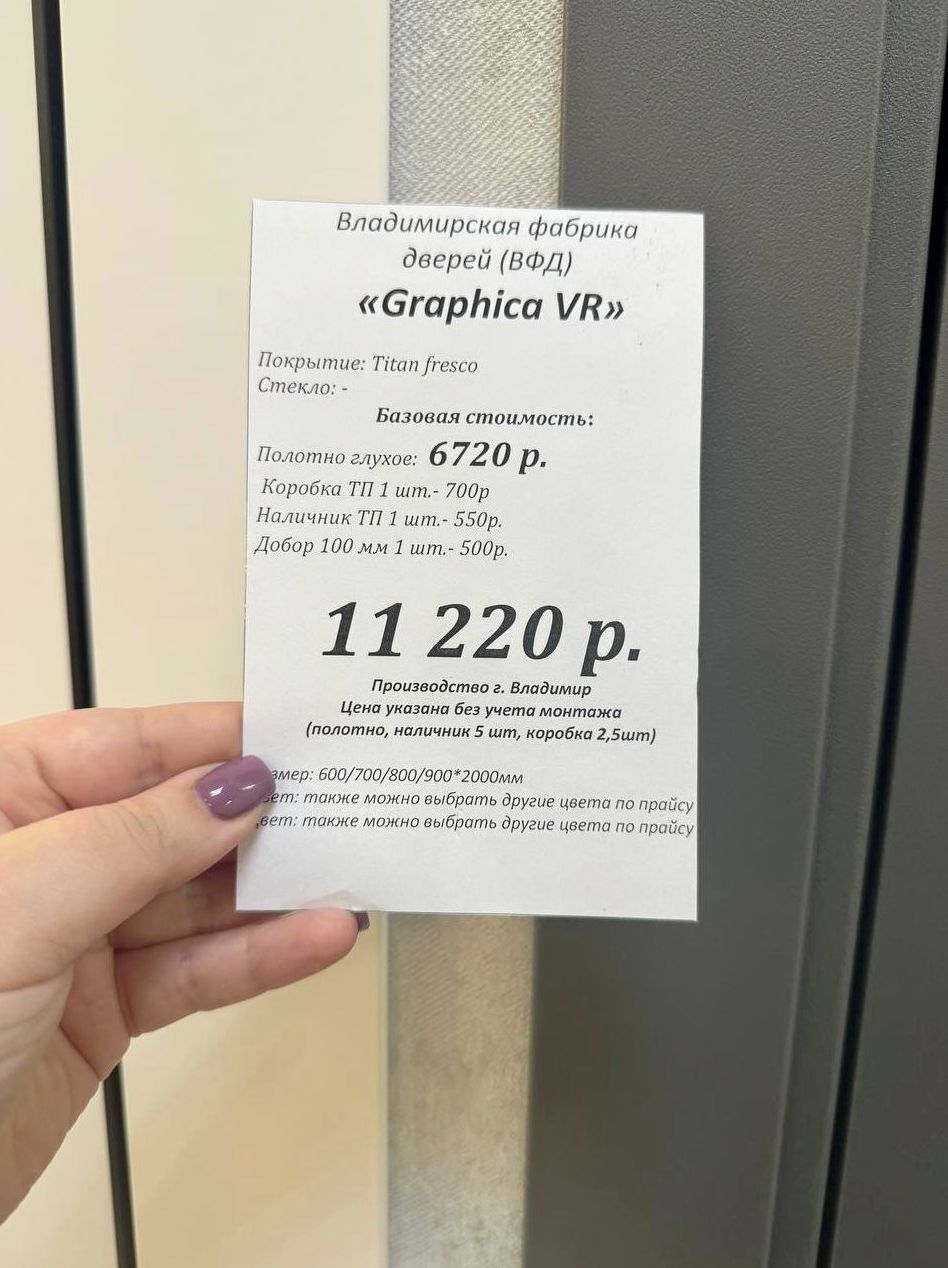 Владимирская фабрика
дверей (ВФД)
«Graphica VR»
Покрытие: Titan fresco
Стекло: -
Базовая стоимость:
Полотно глухое: 6720 р.
Коробка ТП 1 шт.- 700р
Наличник ТП 1 шт.- 550р.
Добор 100 мм 1 шт.- 500р.
11 220 р.
Производство г. Владимир
Цена указана без учета монтажа
(полотно, наличник 5 шт, коробка 2,5шт)
змер: 600/700/800/900*2000мм
вет: также можно выбрать другие цвета по прайсу
вет: также можно выбрать другие цвета по прайсу